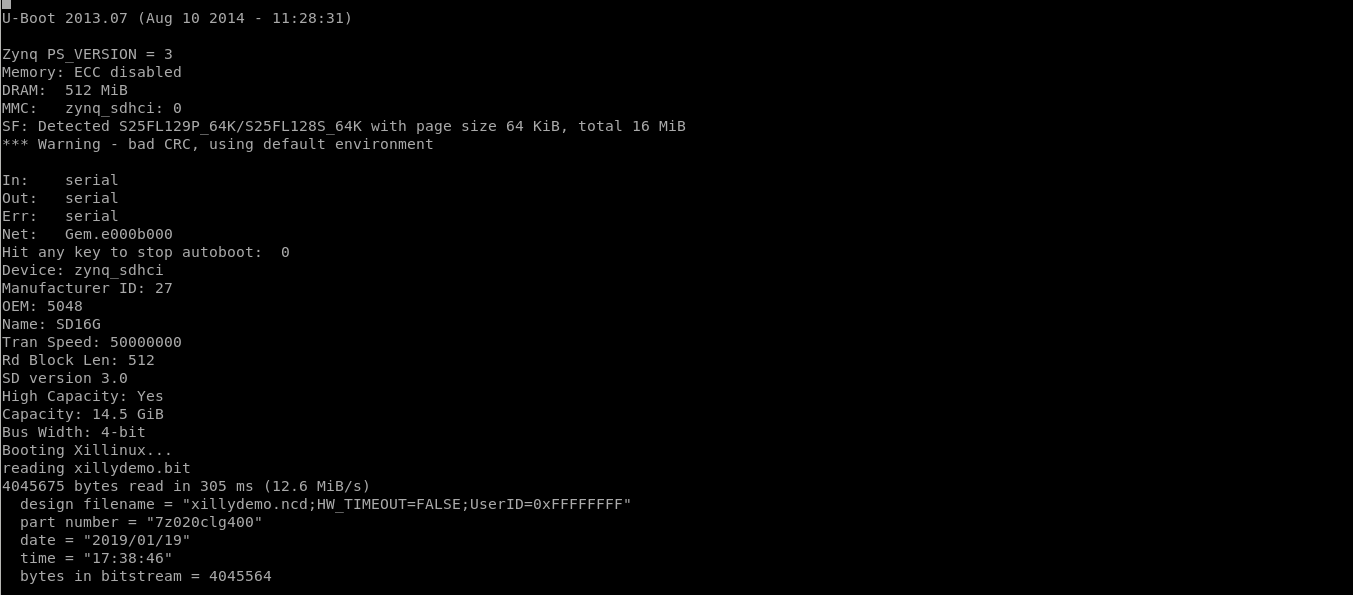 U-Boot 2013.07 (Aug 10 2014 - 11:28:31)
Zynq PS_VERSION = 3
Memory: ECC disabled
DRAM:  512 MiB
MMC:   zynq_sdhci: 0
SF: Detected S25FL129P_64K/S25FL128S_64K with page size 64 KiB, total 16 MiB
*** Warning - bad CRC, using default environment
In:    serial
Out:   serial
Err:   serial
Net:   Gem.e000b000
Hit any key to stop autoboot:  0
Device: zynq_sdhci
Manufacturer ID: 27
OEM: 5048
Name: SD16G
Tran Speed: 50000000
Rd Block Len: 512
SD version 3.0
High Capacity: Yes
Capacity: 14.5 GiB
Bus Width: 4-bit
Booting Xillinux...
reading xillydemo.bit
4045675 bytes read in 305 ms (12.6 MiB/s)
  design filename = "xillydemo.ncd;HW_TIMEOUT=FALSE;UserID=0xFFFFFFFF"
  part number = "7z020clg400"
  date = "2019/01/19"
  time = "17:38:46"
  bytes in bitstream = 4045564